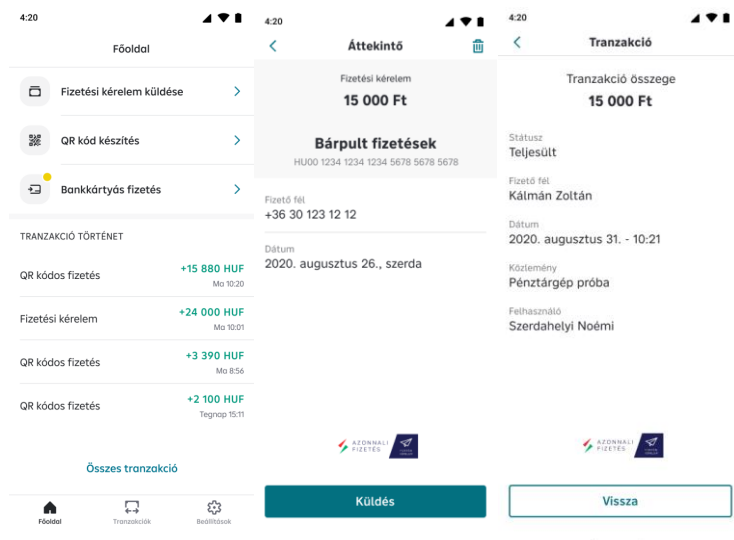 4:20
Főoldal
Fizetési kérelem küldése
QR kód készítés
Bankkártyás fizetés
TRANZAKCIÓ TÖRTÉNET
QR kódos fizetés
+15 880 HUF
Ma 10:20
Fizetési kérelem
+24 000 HUF
Ma 10:01
QR kódos fizetés
+3 390 HUF
Ma 8:56
QR kódos fizetés
+2 100 HUF
Tegnap 15:11
Összes tranzakció
Főoldal
Tranzakciók
Beállítások
4:20
Áttekintő
Fizetési kérelem
15 000 Ft
Bárpult fizetések
HU00 1234 1234 1234 5678 5678 5678
Fizető fél
+36 30 123 12 12
Dátum
2020. augusztus 26., szerda
AZONNALI
FIZETÉS
Küldés
4:20
Tranzakció
Tranzakció összege
15 000 Ft
Státusz
Teljesült
Fizető fél
Kálmán Zoltán
Dátum
2020. augusztus 31. - 10:21
Közlemény
Pénztárgép próba
Felhasználó
Szerdahelyi Noémi
AZONNALI
FIZETÉS
Vissza